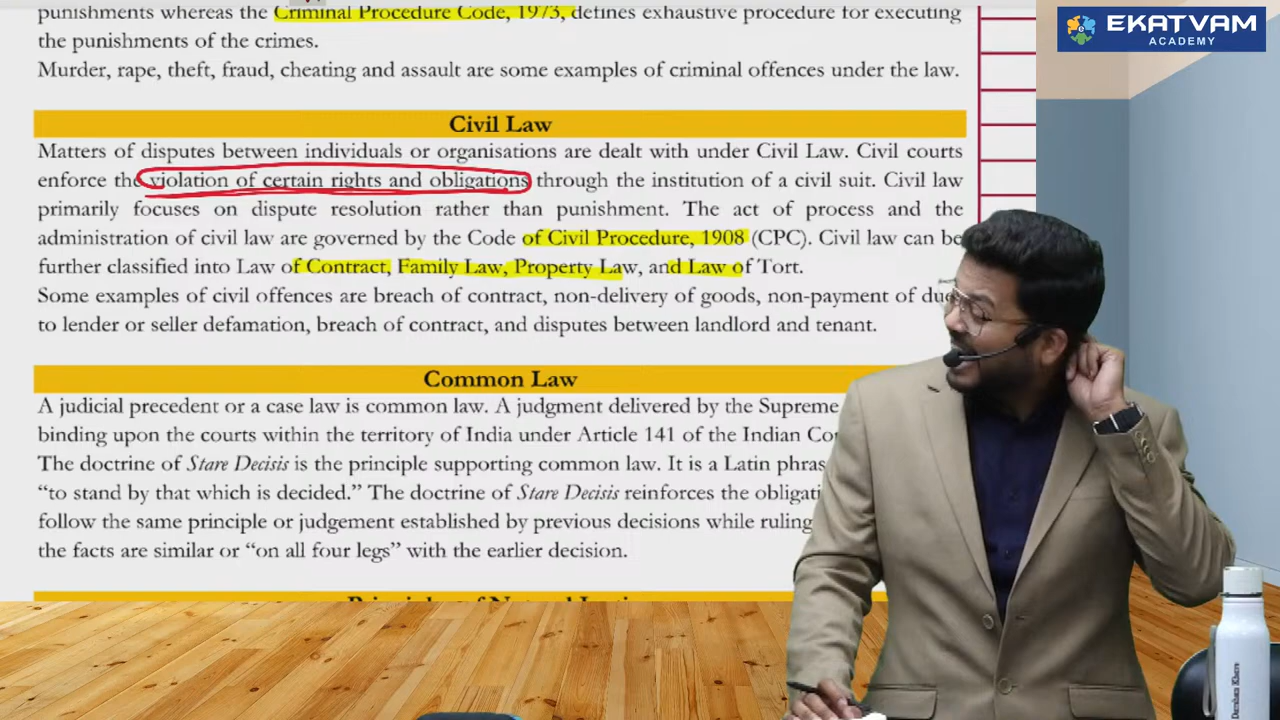 punishments whereas the Criminal Procedure Code, 1973, defines exhaustive procedure for executing
the punishments of the crimes.
Murder, rape, theft, fraud, cheating and assault are some examples of criminal offences under the law.
EKATVAM
ACADEMY
Civil Law
Matters of disputes between individuals or organisations are dealt with under Civil Law. Civil courts
enforce the violation of certain rights and obligations through the institution of a civil suit. Civil law
primarily focuses on dispute resolution rather than punishment. The act of process and the
administration of civil law are governed by the Code of Civil Procedure, 1908 (CPC). Civil law can be
further classified into Law of Contract, Family Law, Property Law, and Law of Tort.
Some examples of civil offences are breach of contract, non-delivery of goods, non-payment of
to lender or seller defamation, breach of contract, and disputes between landlord and tenant.
Common Law
A judicial precedent or a case law is common law. A judgment delivered by the Supreme
binding upon the courts within the territory of India under Article 141 of the Indian
The doctrine of Stare Decisis is the principle supporting common law. It is a Latin
“to stand by that which is decided.” The doctrine of Stare Decisis reinforces the
follow the same principle or judgement established by previous decisions while ruling
the facts are similar or “on all four legs” with the earlier decision.